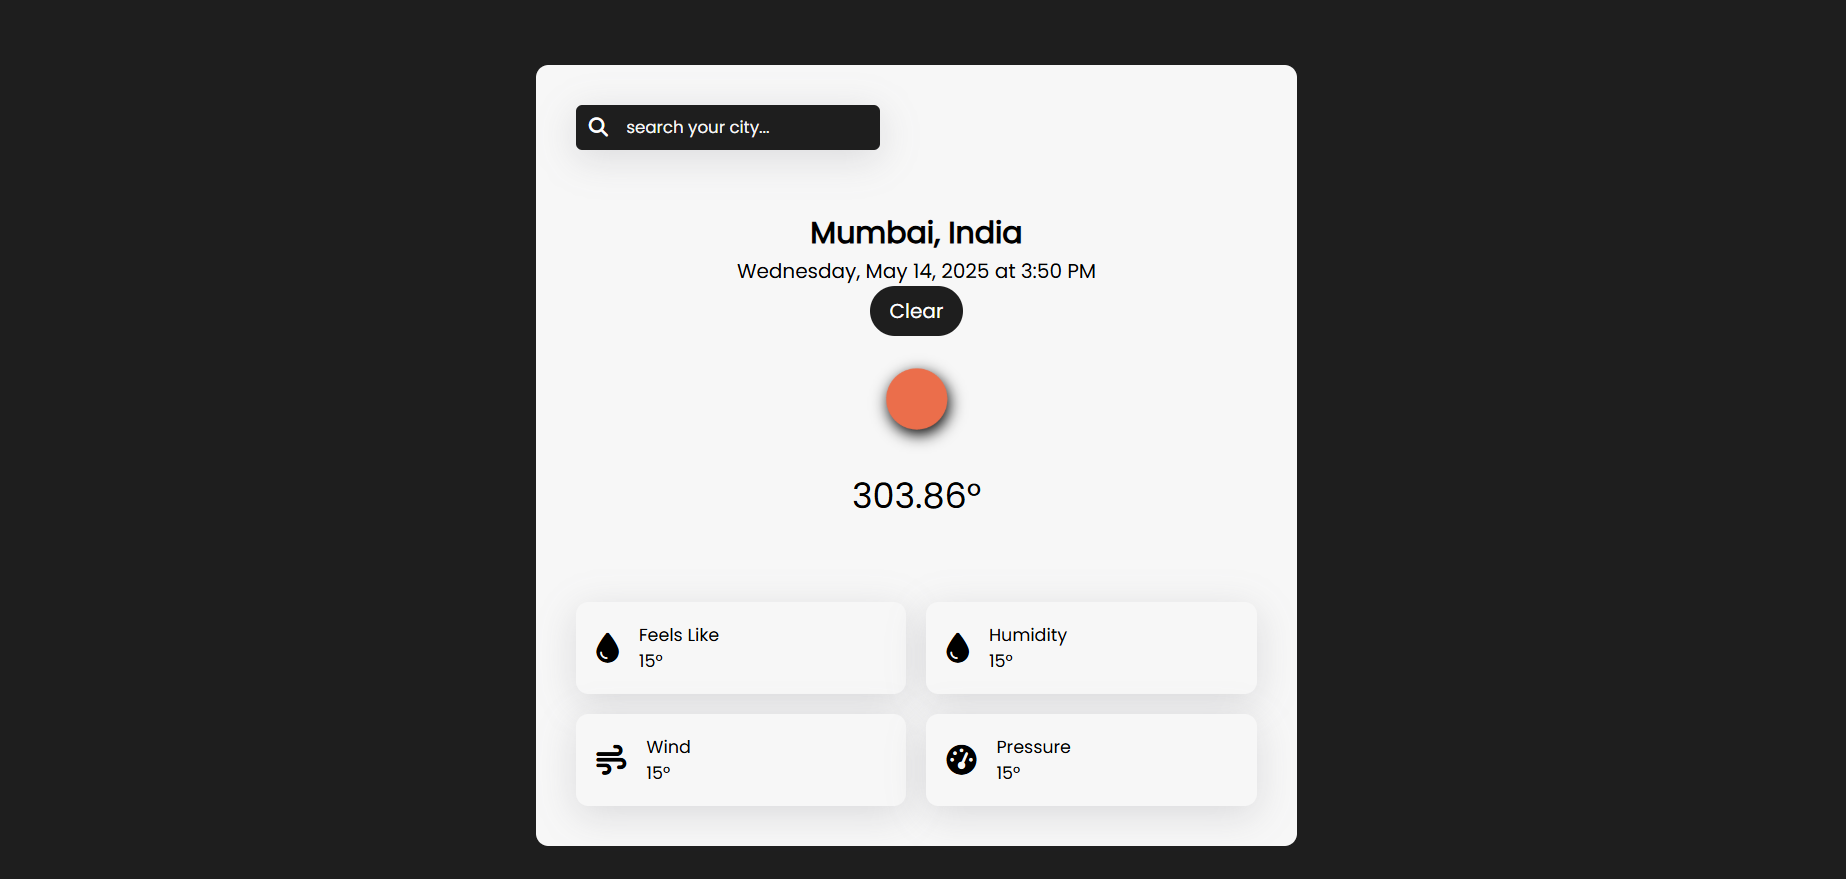 search your city...
Mumbai, India
Wednesday, May 14, 2025 at 3:50 PM
Clear
303.86°
Feels Like
15°
Humidity
15°
Wind
15°
Pressure
15°